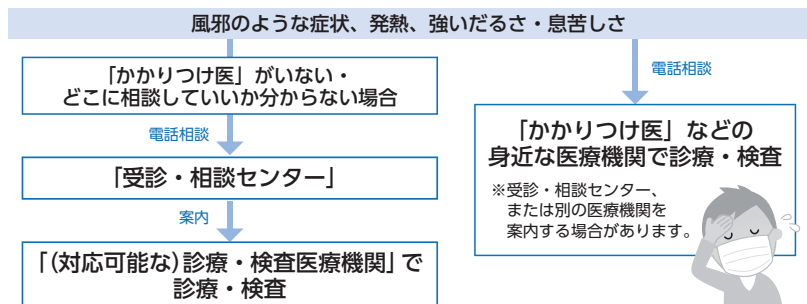 風邪のような症状、発熱、強いだるさ・息苦しさ
「かかりつけ医」がいない・
どこに相談していいか分からない場合
電話相談
「受診・相談センター」
案内
「(対応可能な)診療・検査医療機関」で
診療・検査
電話相談
「かかりつけ医」などの
身近な医療機関で診療・検査
※受診・相談センター、
または別の医療機関を
案内する場合があります。